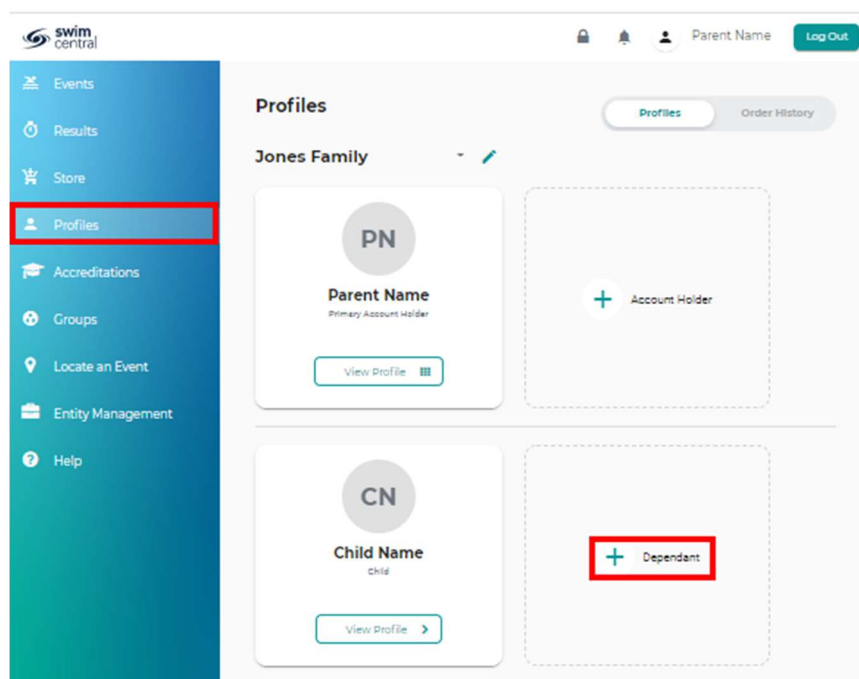 swim
central
Parent Name
Log Out
Events
Results
Store
Profiles
Accreditations
Groups
Locate an Event
Entity Management
Help
Profiles
Profiles
Order History
Jones Family
PN
Parent Name
Primary Account Holder
View Profile
Account Holder
CN
Child Name
Child
View Profile
Dependant